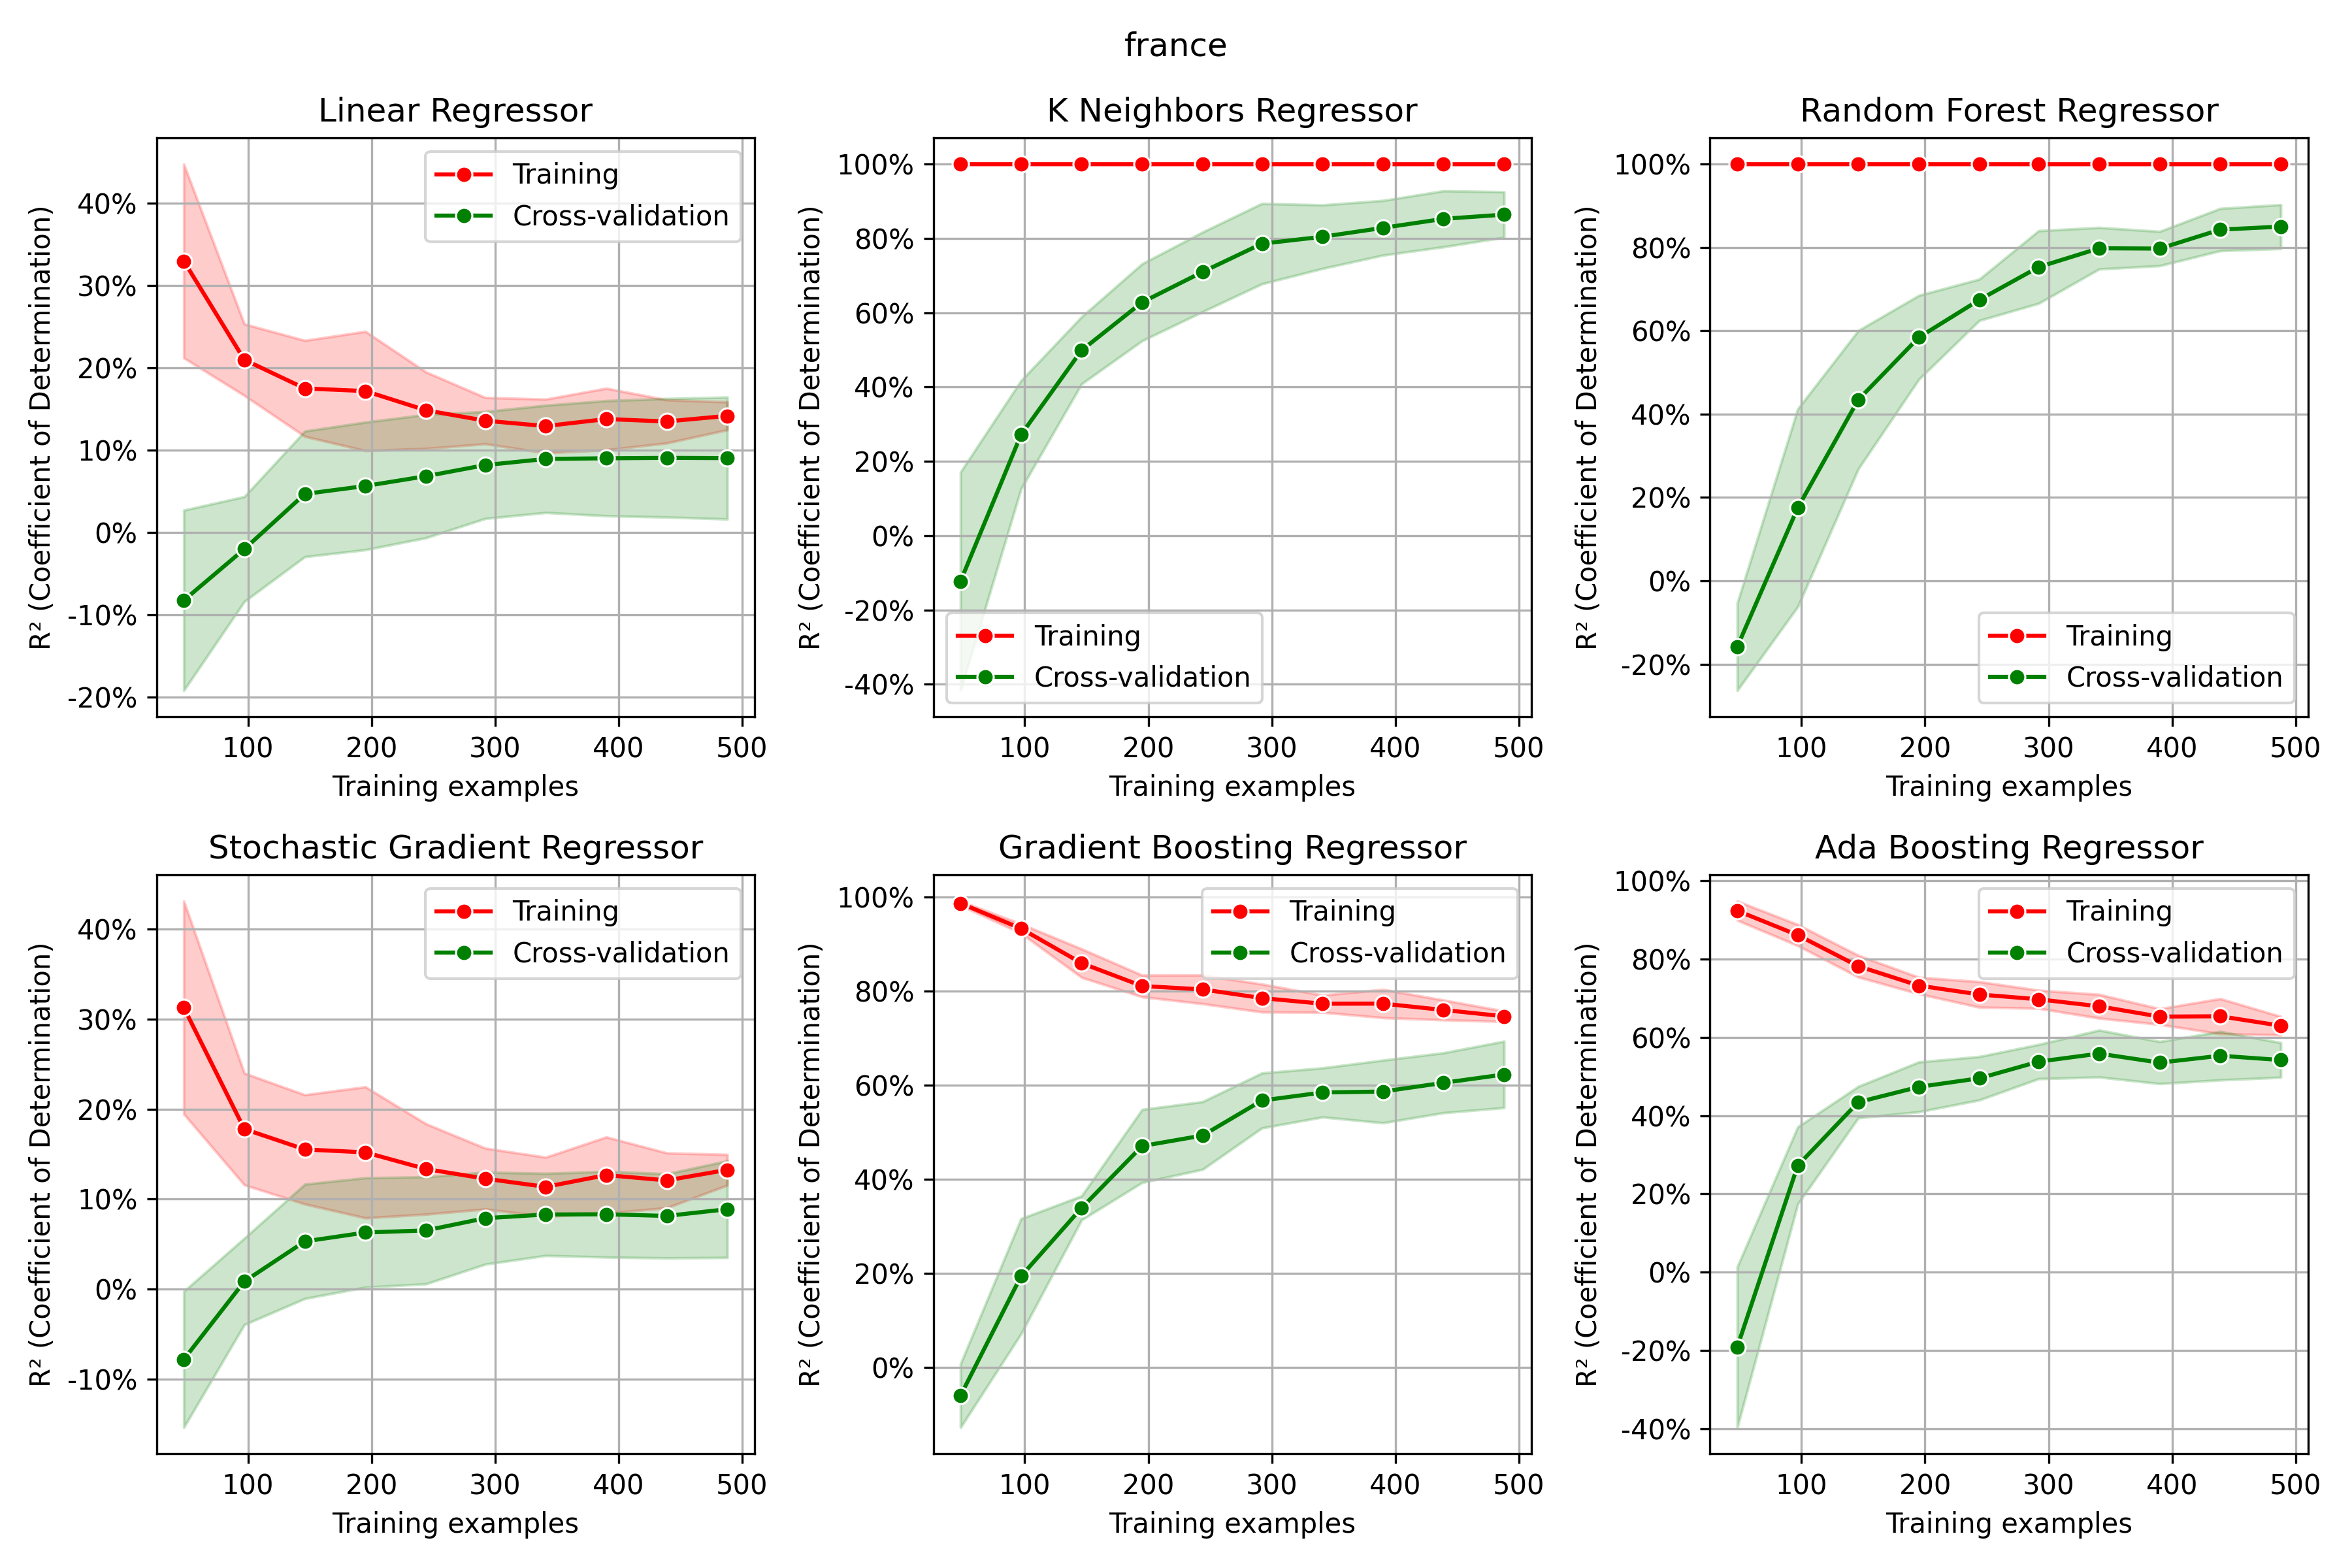 france
Linear Regressor
R² (Coefficient of Determination)
40%
30%
20%
10%
0%
-10%
-20%
Training
Cross-validation
100 200 300 400 500
Training examples
K Neighbors Regressor
R² (Coefficient of Determination)
100%
80%
60%
40%
20%
0%
-20%
-40%
Training
Cross-validation
100 200 300 400 500
Training examples
Random Forest Regressor
R² (Coefficient of Determination)
100%
80%
60%
40%
20%
0%
-20%
Training
Cross-validation
100 200 300 400 500
Training examples
Stochastic Gradient Regressor
R² (Coefficient of Determination)
40%
30%
20%
10%
0%
-10%
Training
Cross-validation
100 200 300 400 500
Training examples
Gradient Boosting Regressor
R² (Coefficient of Determination)
100%
80%
60%
40%
20%
0%
Training
Cross-validation
100 200 300 400 500
Training examples
Ada Boosting Regressor
R² (Coefficient of Determination)
100%
80%
60%
40%
20%
0%
-20%
-40%
Training
Cross-validation
100 200 300 400 500
Training examples